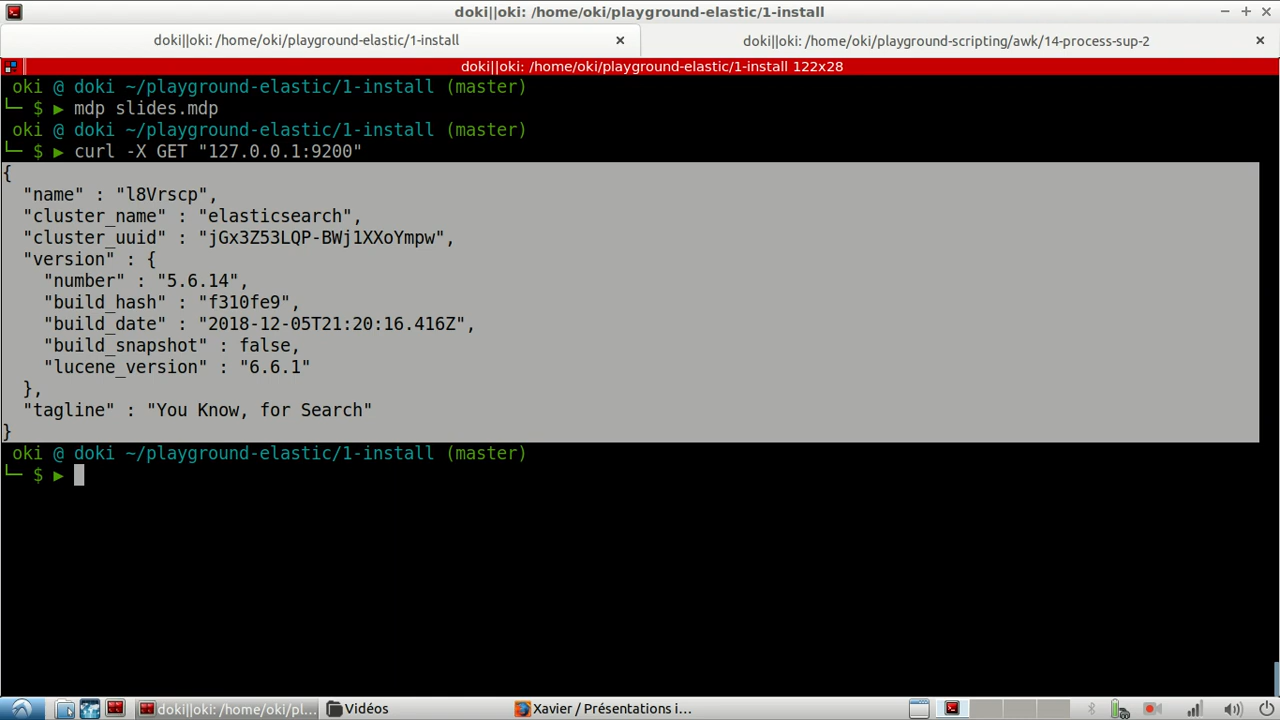 doki||oki: /home/oki/playground-elastic/1-install
doki||oki: /home/oki/playground-elastic/1-install
doki||oki: /home/oki/playground-scripting/awk/14-process-sup-2
doki||oki: /home/oki/playground-elastic/1-install 122x28
oki @ doki ~/playground-elastic/1-install (master)
└─ $ ▶ mdp slides.mdp
oki @ doki ~/playground-elastic/1-install (master)
└─ $ ▶ curl -X GET "127.0.0.1:9200"
{
  "name" : "l8Vrscp",
  "cluster_name" : "elasticsearch",
  "cluster_uuid" : "jGx3Z53LQP-BWj1XXoYmpw",
  "version" : {
    "number" : "5.6.14",
    "build_hash" : "f310fe9",
    "build_date" : "2018-12-05T21:20:16.416Z",
    "build_snapshot" : false,
    "lucene_version" : "6.6.1"
  },
  "tagline" : "You Know, for Search"
}
oki @ doki ~/playground-elastic/1-install (master)
└─ $ ▶
doki||oki: /home/oki/pl...
Vidéos
Xavier / Présentations i...